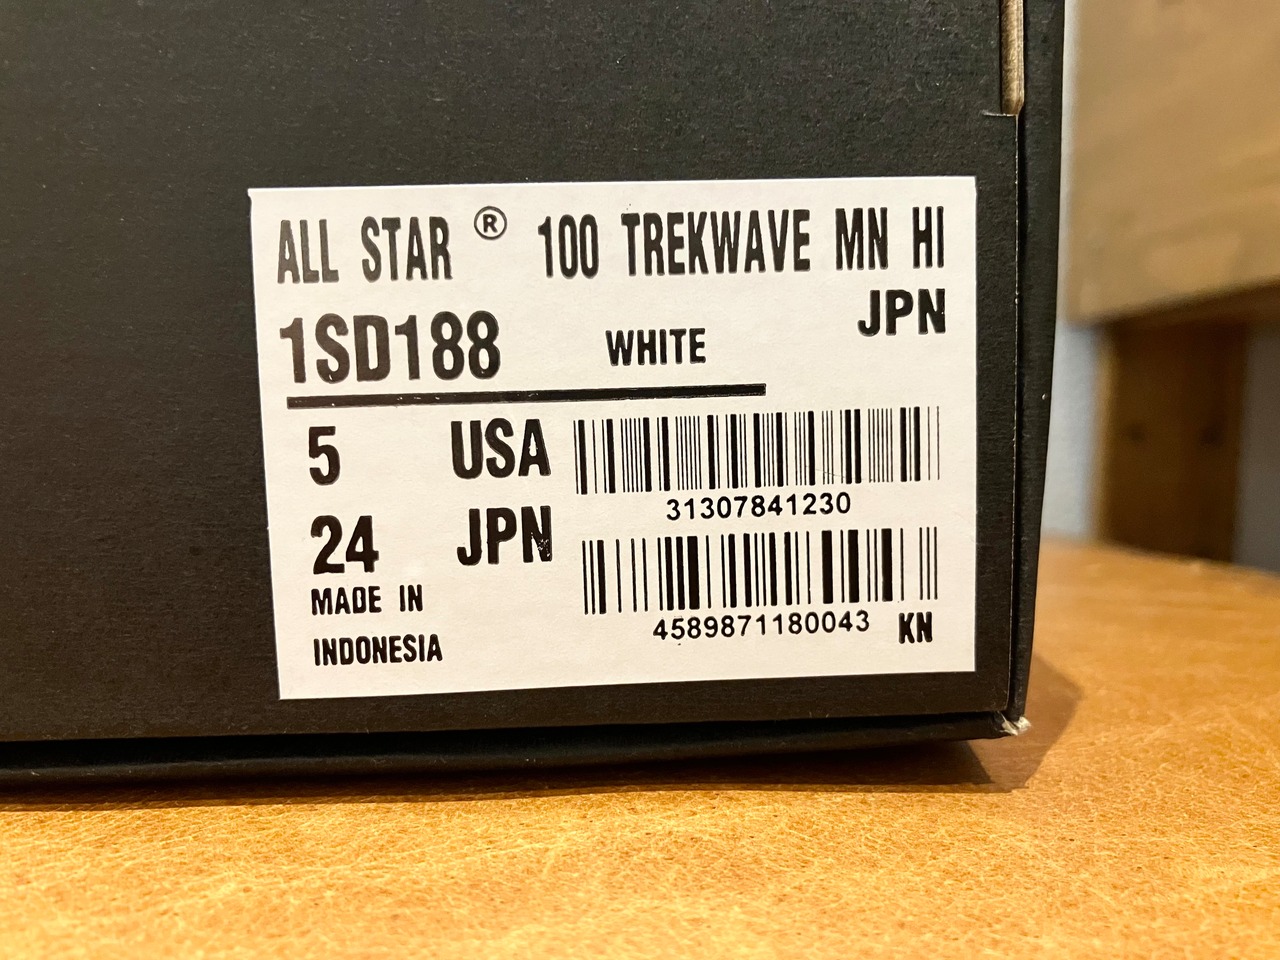 ALL STAR ® 100 TREKWAVE MN HI
JPN
1SD188 WHITE
5 USA
31307841230
24 JPN
MADE IN
INDONESIA
4589871180043 KN